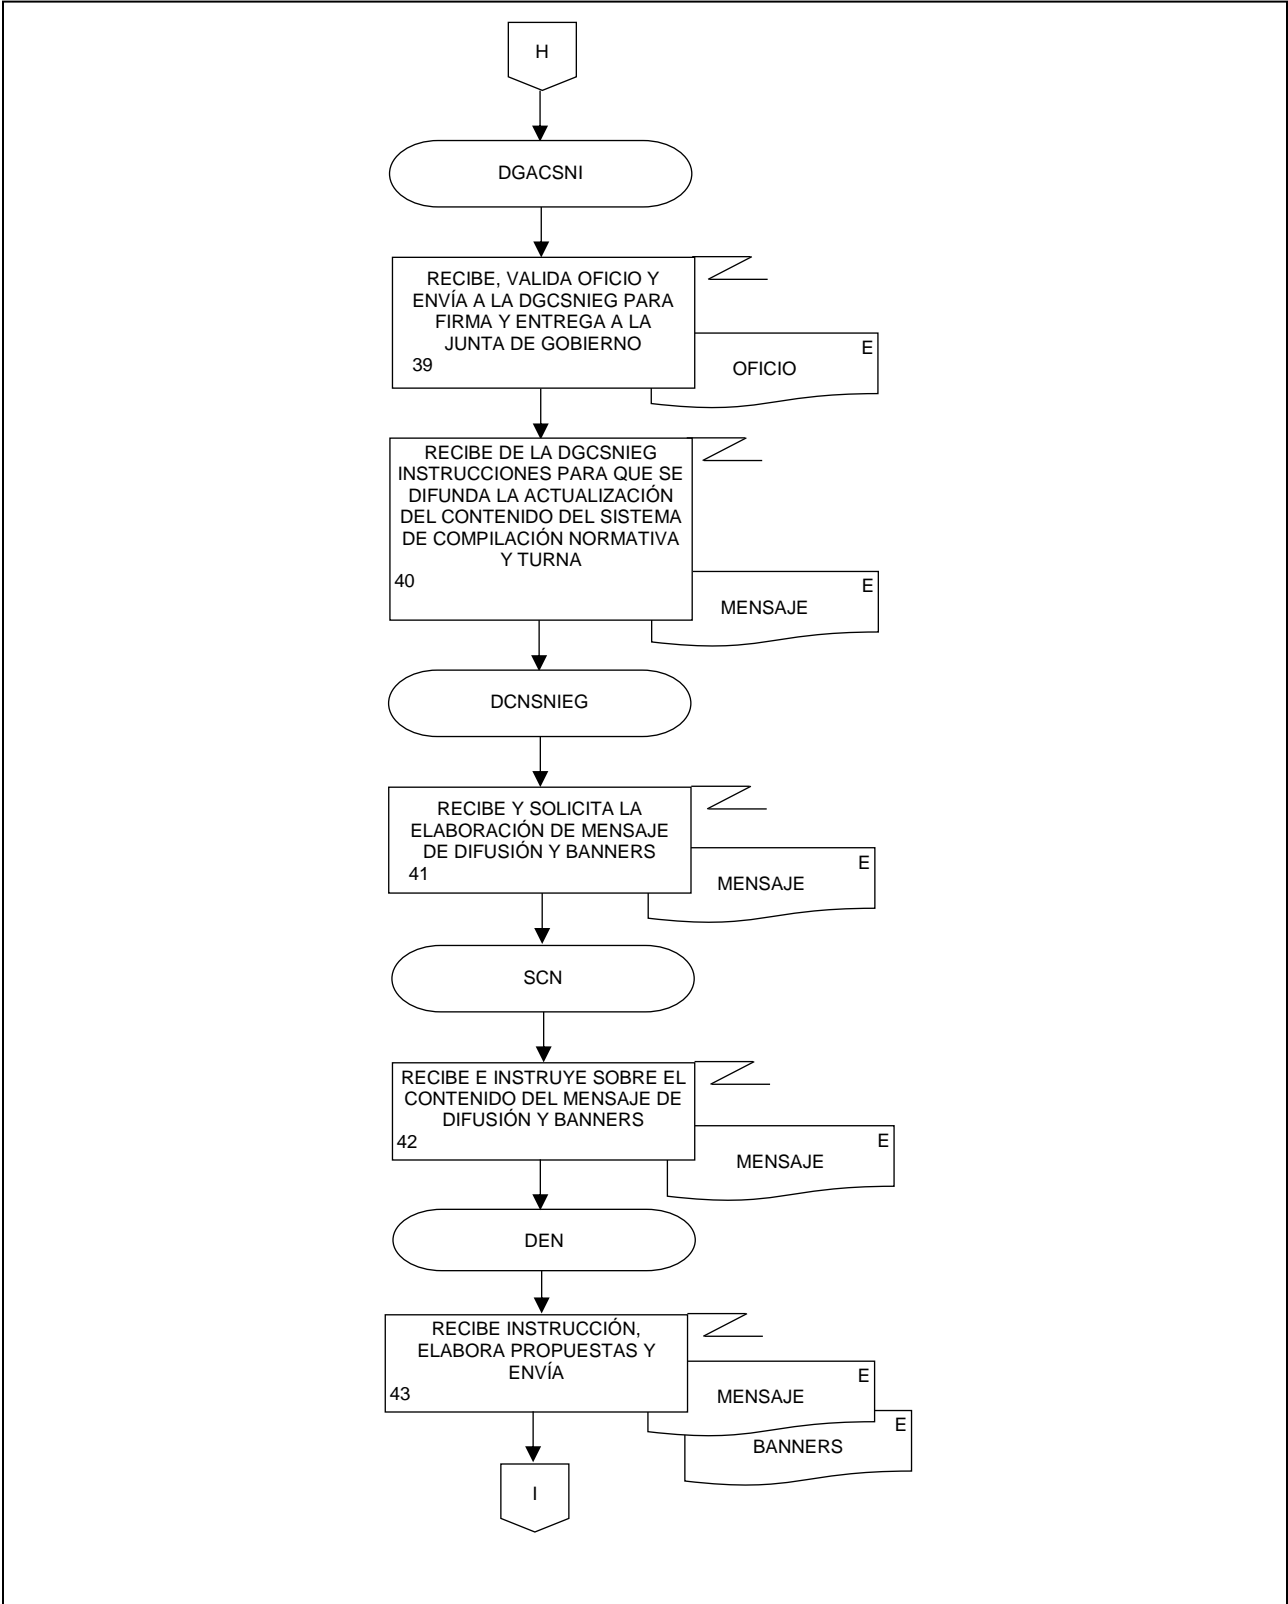 H
DGACSNI
RECIBE, VALIDA OFICIO Y
ENVÍA A LA DGCSNIEG PARA
FIRMA Y ENTREGA A LA
JUNTA DE GOBIERNO
39
E
OFICIO
RECIBE DE LA DGCSNIEG
INSTRUCCIONES PARA QUE SE
DIFUNDA LA ACTUALIZACIÓN
DEL CONTENIDO DEL SISTEMA
DE COMPILACIÓN NORMATIVA
Y TURNA
40
E
MENSAJE
DCNSNIEG
RECIBE Y SOLICITA LA
ELABORACIÓN DE MENSAJE
DE DIFUSIÓN Y BANNERS
41
E
MENSAJE
SCN
RECIBE E INSTRUYE SOBRE EL
CONTENIDO DEL MENSAJE DE
DIFUSIÓN Y BANNERS
42
E
MENSAJE
DEN
RECIBE INSTRUCCIÓN,
ELABORA PROPUESTAS Y
ENVÍA
43
E
MENSAJE
E
BANNERS
I